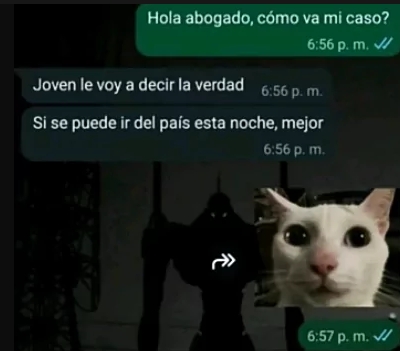 Hola abogado, cómo va mi caso?
6:56 p. m.
Joven le voy a decir la verdad 6:56 p. m.
Si se puede ir del país esta noche, mejor
6:56 p. m.
6:57 p. m.